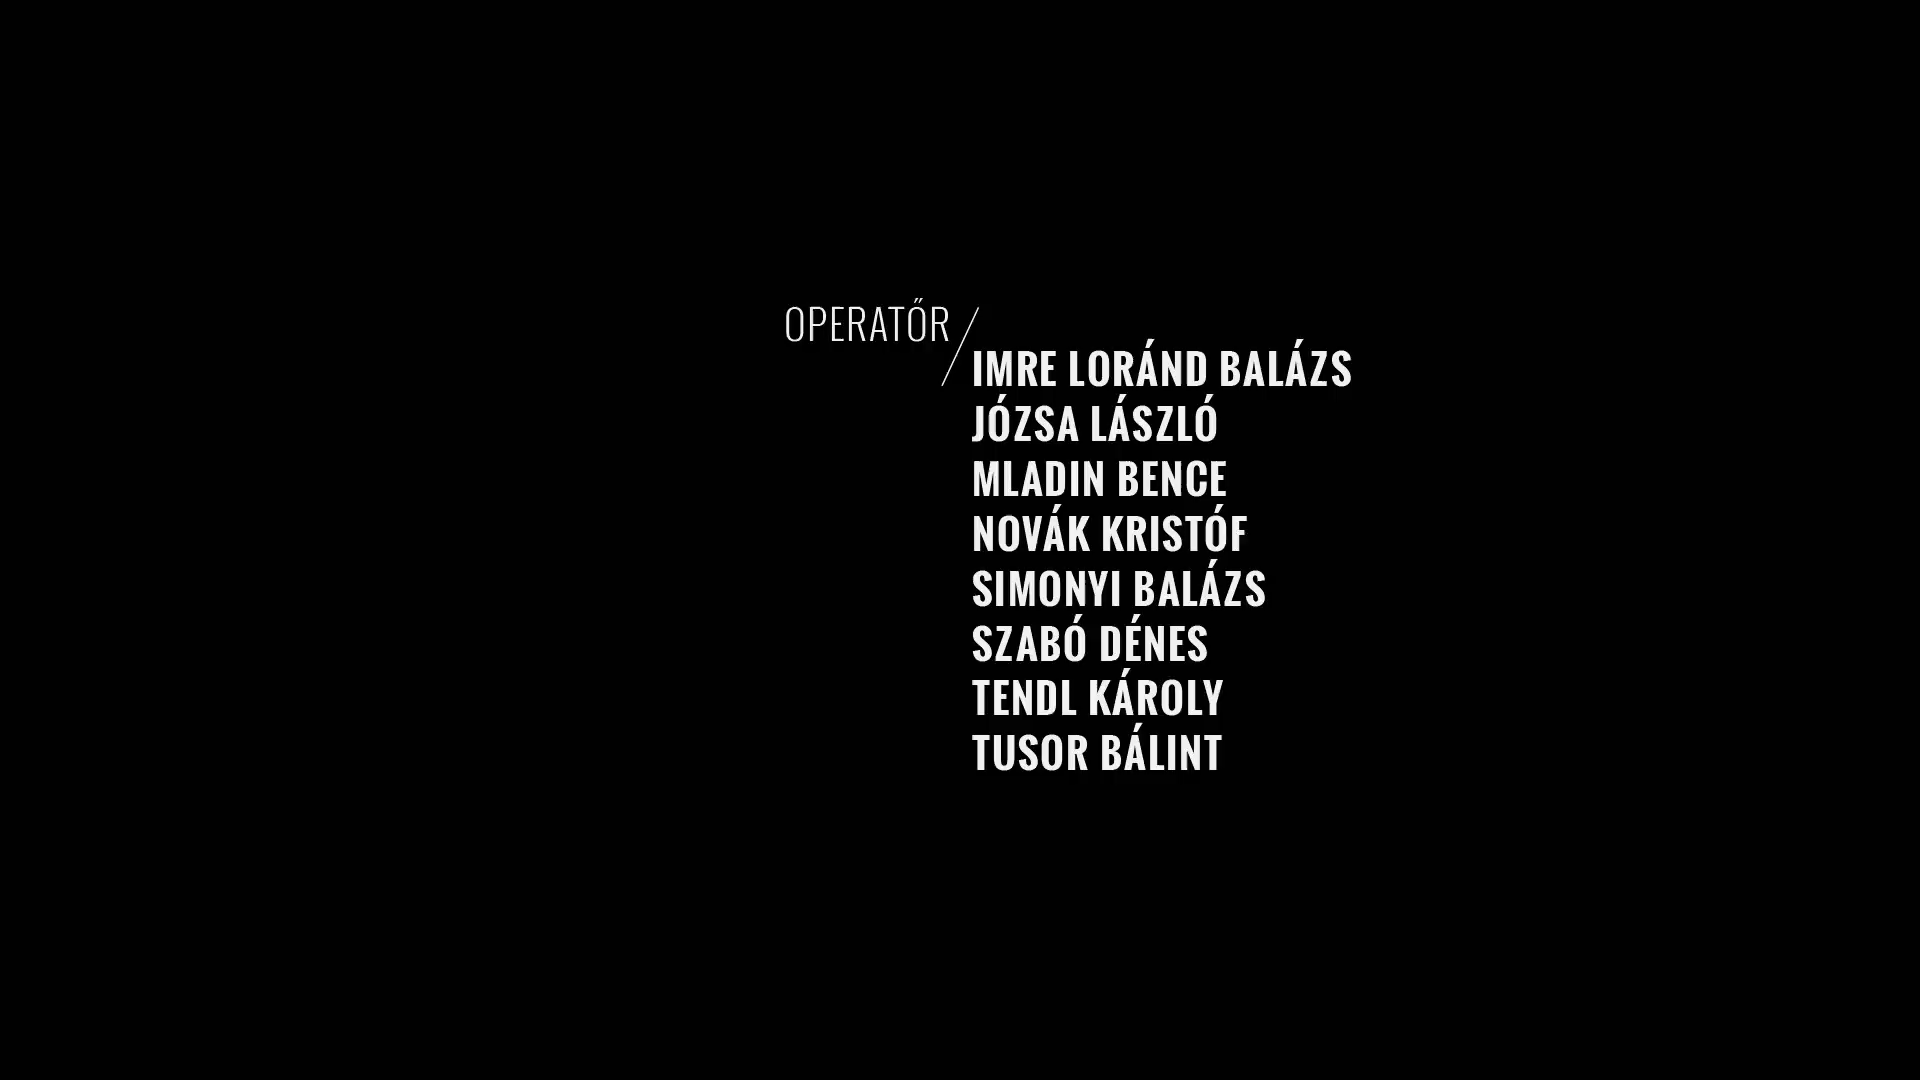 OPERATŐR
IMRE LORÁND BALÁZS
JÓZSA LÁSZLÓ
MLADIN BENCE
NOVÁK KRISTÓF
SIMONYI BALÁZS
SZABÓ DÉNES
TENDL KÁROLY
TUSOR BÁLINT